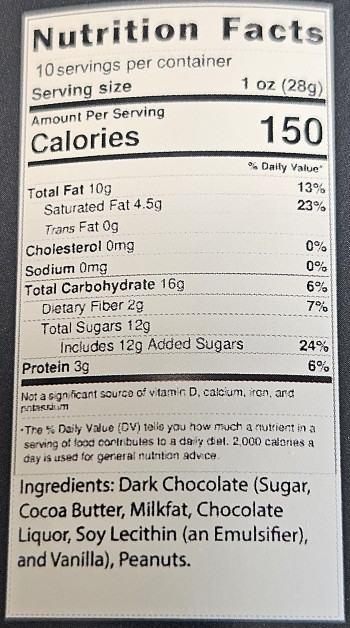 Nutrition Facts
10 servings per container
Serving size 1 oz (28g)
Amount Per Serving
Calories 150
% Daily Value*
Total Fat 10g 13%
Saturated Fat 4.5g 23%
Trans Fat 0g
Cholesterol 0mg 0%
Sodium 0mg 0%
Total Carbohydrate 16g 6%
Dietary Fiber 2g 7%
Total Sugars 12g
Includes 12g Added Sugars 24%
Protein 3g 6%
Not a significant source of vitamin D, calcium, iron, and
potassium
*The % Daily Value (DV) tells you how much a nutrient in a
serving of food contributes to a daily diet. 2,000 calories a
day is used for general nutrition advice.
Ingredients: Dark Chocolate (Sugar,
Cocoa Butter, Milkfat, Chocolate
Liquor, Soy Lecithin (an Emulsifier),
and Vanilla), Peanuts.